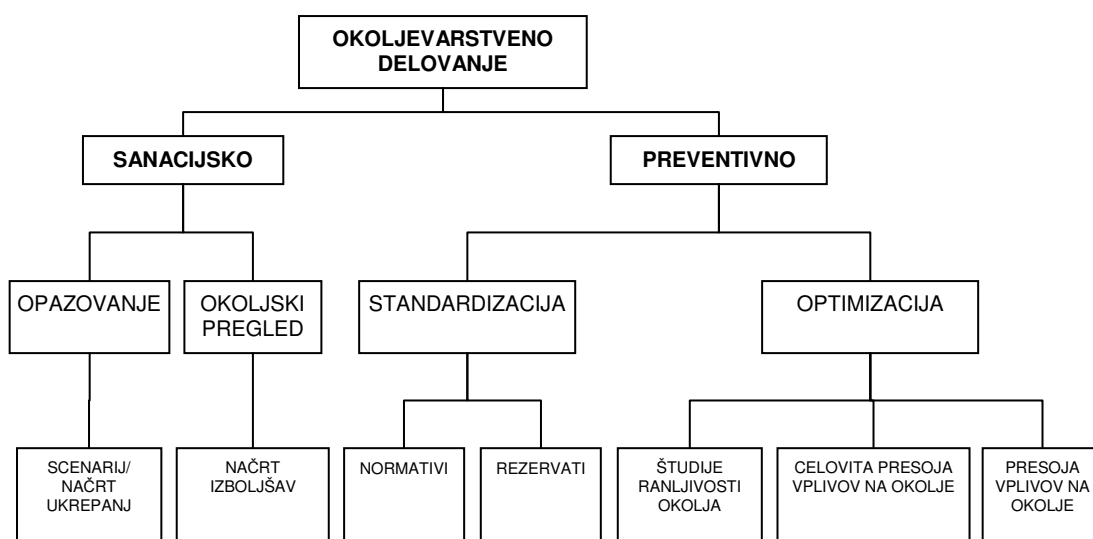 OKOLJEVARSTVENO
DELOVANJE
SANACIJSKO
PREVENTIVNO
OPAZOVANJE
OKOLJSKI
PREGLED
STANDARDIZACIJA
OPTIMIZACIJA
SCENARIJ/
NAČRT
UKREPANJ
NAČRT
IZBOLJŠAV
NORMATIVI
REZERVATI
ŠTUDIJE
RANLJIVOSTI
OKOLJA
CELOVITA PRESOJA
VPLIVOV NA OKOLJE
PRESOJA
VPLIVOV NA
OKOLJE